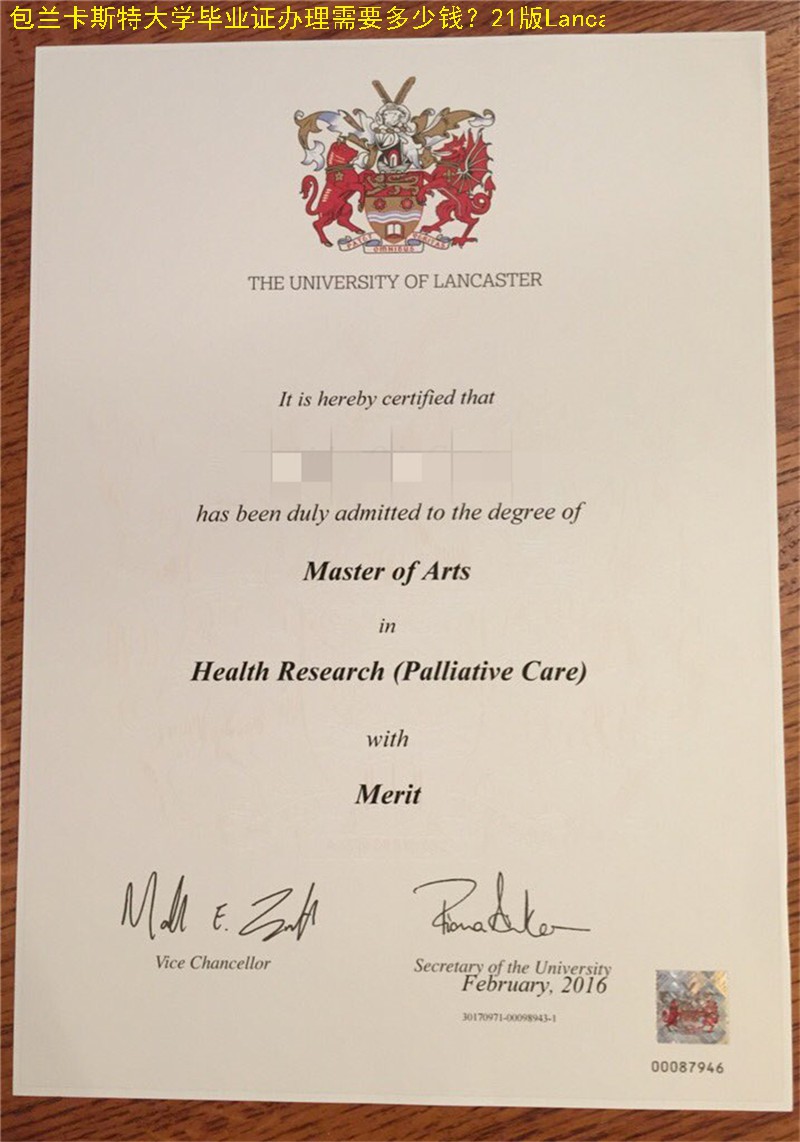 包兰卡斯特大学毕业证办理需要多少钱？21版Lanca
THE UNIVERSITY OF LANCASTER
It is hereby certified that
has been duly admitted to the degree of
Master of Arts
in
Health Research (Palliative Care)
with
Merit
Vice Chancellor
Secretary of the University
February, 2016
30170971-00098943-1
00087946